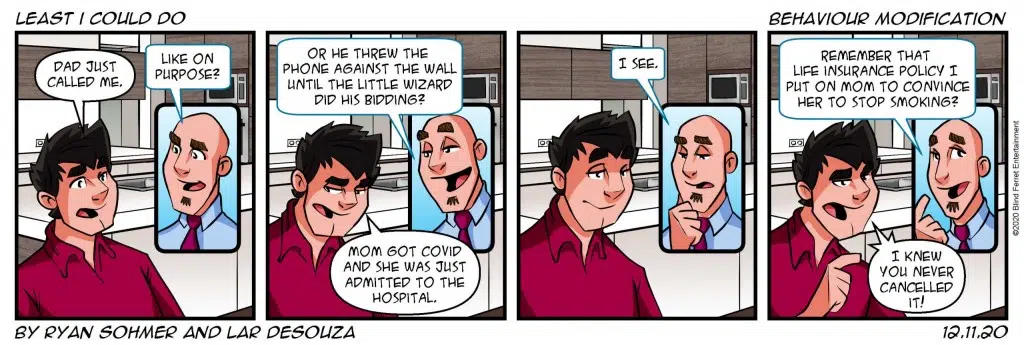 LEAST I COULD DO
BEHAVIOUR MODIFICATION
DAD JUST
CALLED ME.
LIKE ON
PURPOSE?
OR HE THREW THE
PHONE AGAINST THE WALL
UNTIL THE LITTLE WIZARD
DID HIS BIDDING?
MOM GOT COVID
AND SHE WAS JUST
ADMITTED TO THE
HOSPITAL.
I SEE.
REMEMBER THAT
LIFE INSURANCE POLICY I
PUT ON MOM TO CONVINCE
HER TO STOP SMOKING?
I KNEW
YOU NEVER
CANCELLED
IT!
©2020 Blind Ferret Entertainment
BY RYAN SOHMER AND LAR DESOUZA
12.11.20